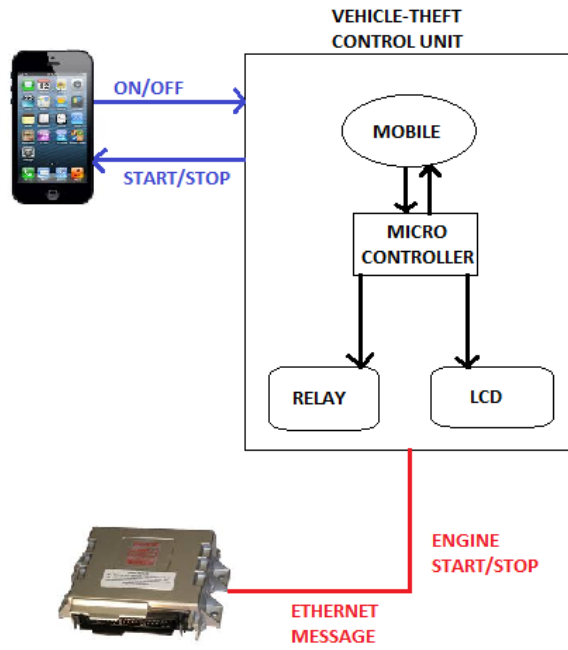 VEHICLE-THEFT
CONTROL UNIT
ON/OFF
MOBILE
START/STOP
MICRO
CONTROLLER
RELAY
LCD
ENGINE
START/STOP
ETHERNET
MESSAGE